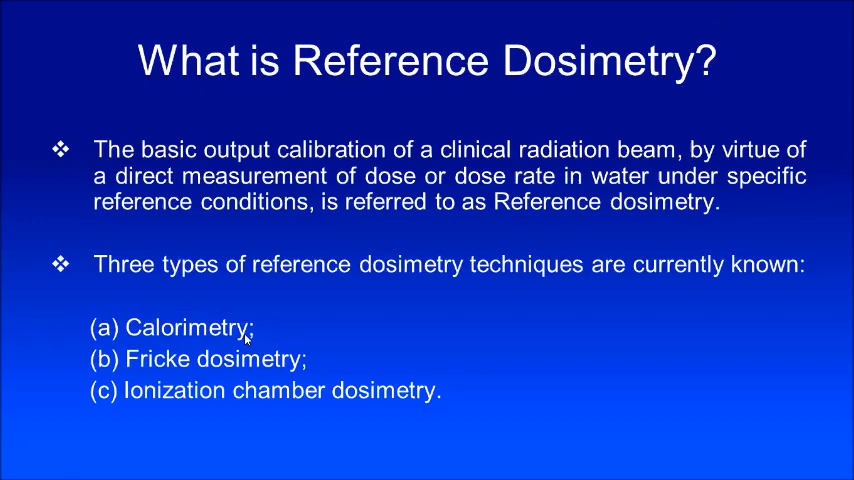 What is Reference Dosimetry?
❖ The basic output calibration of a clinical radiation beam, by virtue of
a direct measurement of dose or dose rate in water under specific
reference conditions, is referred to as Reference dosimetry.
❖ Three types of reference dosimetry techniques are currently known:
(a) Calorimetry;
(b) Fricke dosimetry;
(c) Ionization chamber dosimetry.